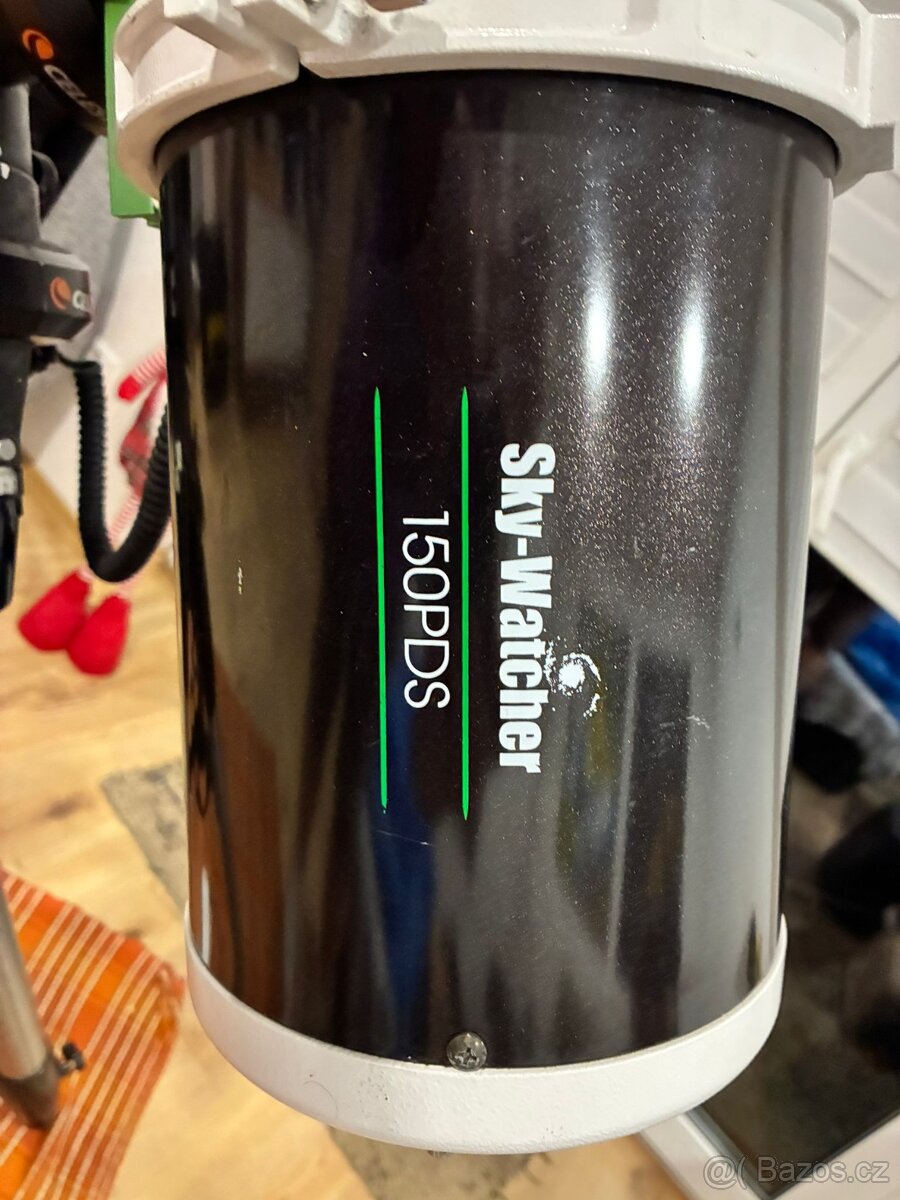 Sky-Watcher
150PDS
@( Bazos.cz